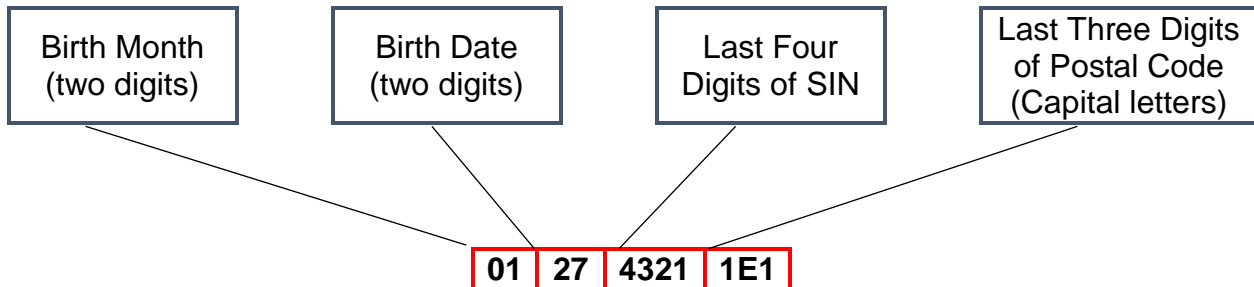 Birth Month
(two digits)
Birth Date
(two digits)
Last Four
Digits of SIN
Last Three Digits
of Postal Code
(Capital letters)
01 27 4321 1E1